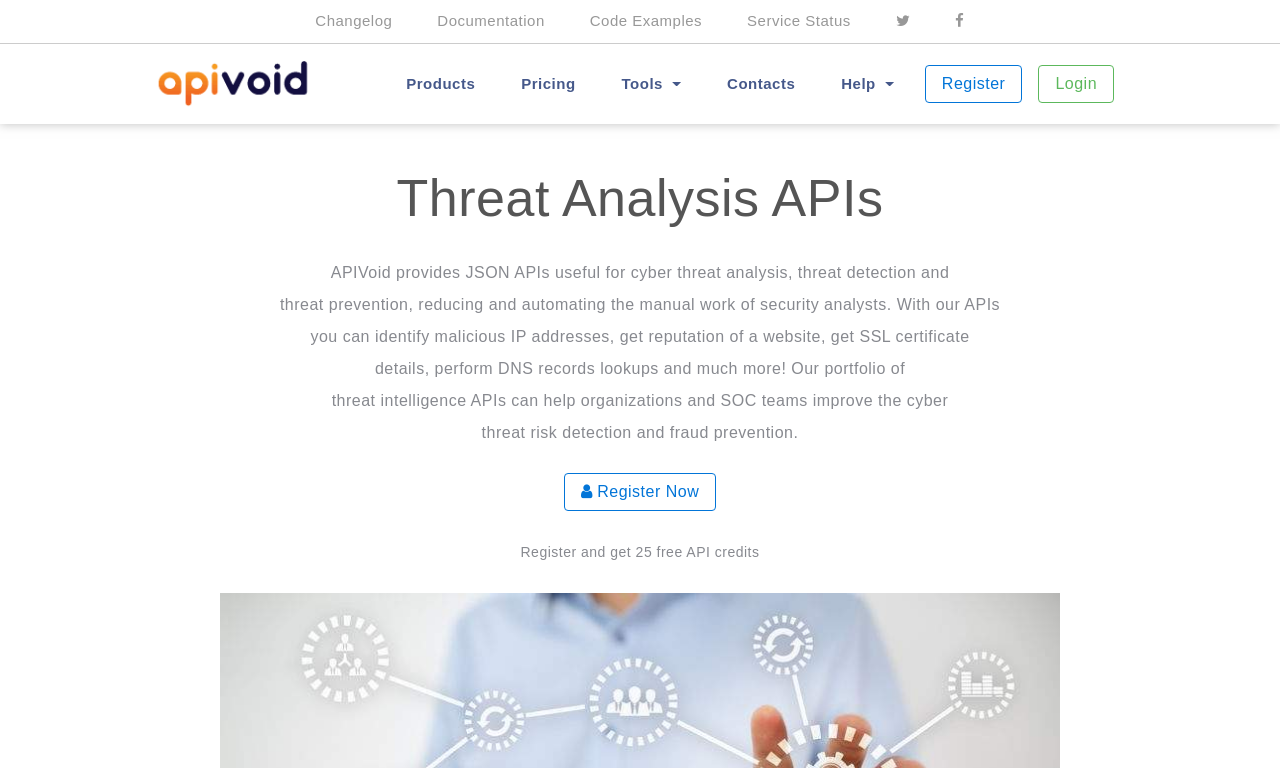 Changelog Documentation Code Examples Service Status
apivoid Products Pricing Tools Contacts Help Register Login
Threat Analysis APIs
APIVoid provides JSON APIs useful for cyber threat analysis, threat detection and
threat prevention, reducing and automating the manual work of security analysts. With our APIs
you can identify malicious IP addresses, get reputation of a website, get SSL certificate
details, perform DNS records lookups and much more! Our portfolio of
threat intelligence APIs can help organizations and SOC teams improve the cyber
threat risk detection and fraud prevention.
Register Now
Register and get 25 free API credits